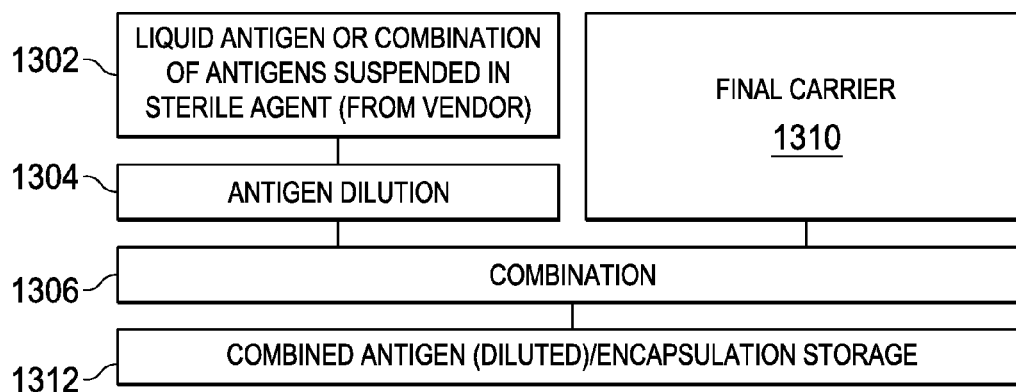 1302
LIQUID ANTIGEN OR COMBINATION
OF ANTIGENS SUSPENDED IN
STERILE AGENT (FROM VENDOR)
FINAL CARRIER
1310
1304
ANTIGEN DILUTION
1306
COMBINATION
1312
COMBINED ANTIGEN (DILUTED)/ENCAPSULATION STORAGE